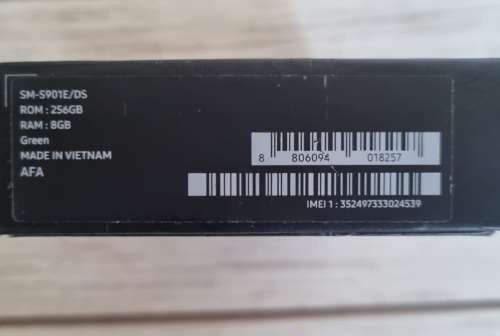 SM-S901E/DS
ROM : 256GB
RAM : 8GB
Green
MADE IN VIETNAM
AFA
8 806094 018257
IMEI 1 : 352497333024539